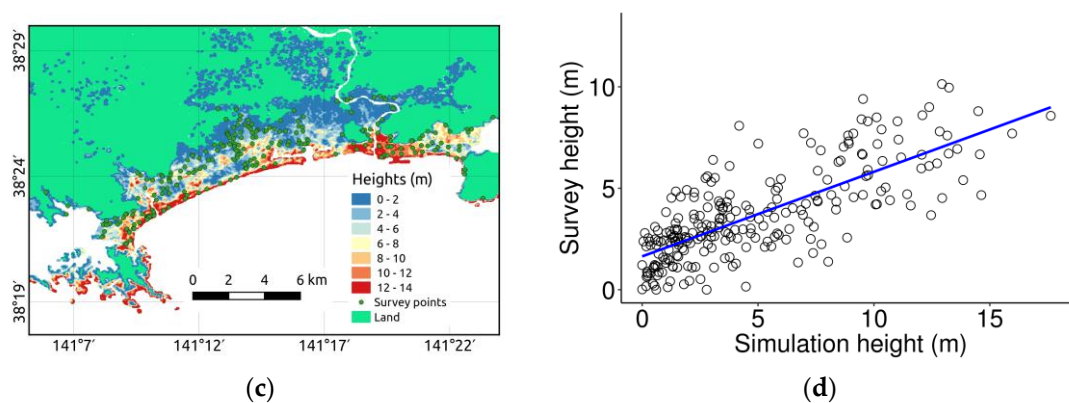 38°29'
38°24'
38°19'
Heights (m)
0 - 2
2 - 4
4 - 6
6 - 8
8 - 10
10 - 12
12 - 14
Survey points
Land
0 2 4 6 km
141°7' 141°12' 141°17' 141°22'
(c)
Survey height (m)
10
5
0
0 5 10 15
Simulation height (m)
(d)